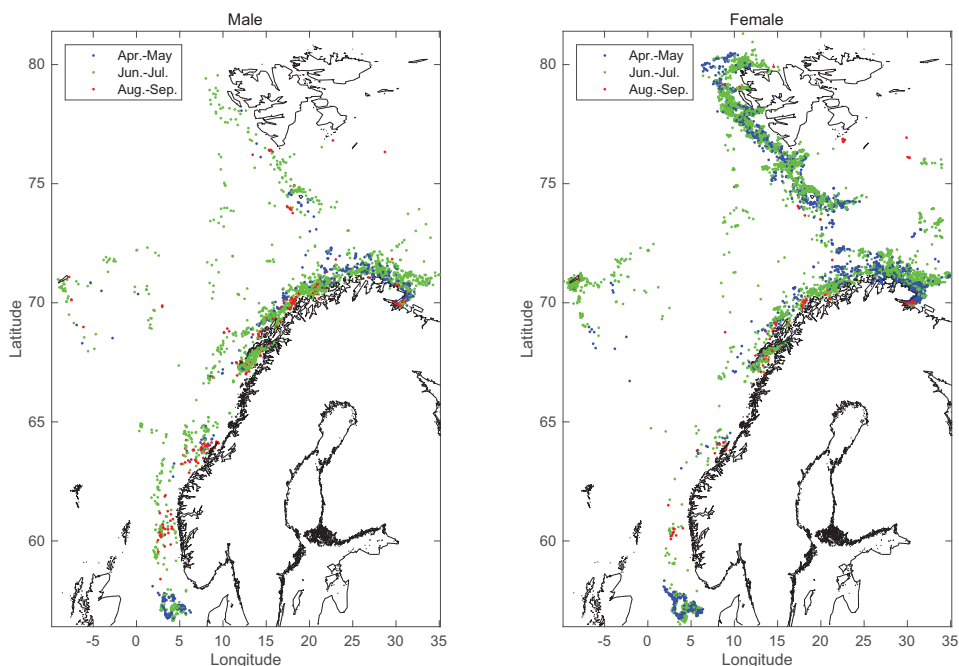 Male
Apr.-May
Jun.-Jul.
Aug.-Sep.
80
75
70
65
60
Latitude
-5 0 5 10 15 20 25 30 35
Longitude
Female
Apr.-May
Jun.-Jul.
Aug.-Sep.
80
75
70
65
60
Latitude
-5 0 5 10 15 20 25 30 35
Longitude